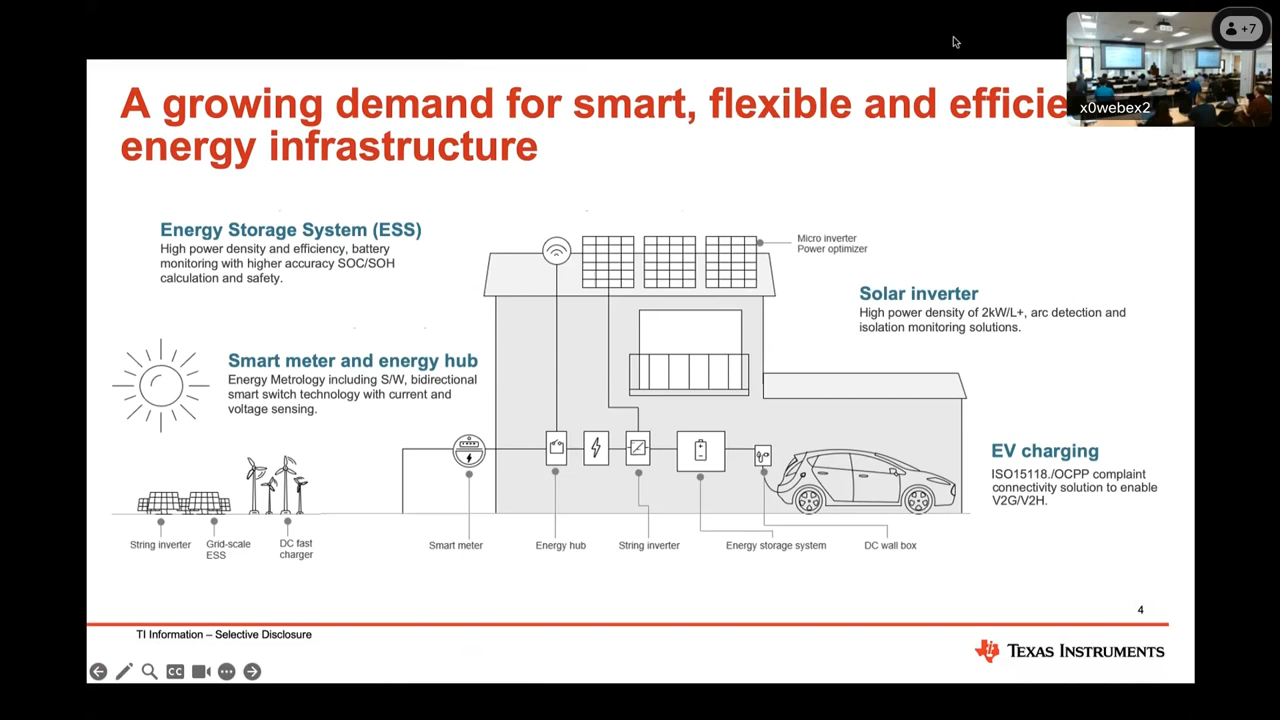 A growing demand for smart, flexible and efficie
energy infrastructure
+7
x0webex2
Energy Storage System (ESS)
High power density and efficiency, battery
monitoring with higher accuracy SOC/SOH
calculation and safety.
Micro inverter
Power optimizer
Solar inverter
High power density of 2kW/L+, arc detection and
isolation monitoring solutions.
Smart meter and energy hub
Energy Metrology including S/W, bidirectional
smart switch technology with current and
voltage sensing.
EV charging
ISO15118./OCPP complaint
connectivity solution to enable
V2G/V2H.
String inverter
Grid-scale
ESS
DC fast
charger
Smart meter
Energy hub
String inverter
Energy storage system
DC wall box
4
TI Information – Selective Disclosure
TEXAS INSTRUMENTS
CC